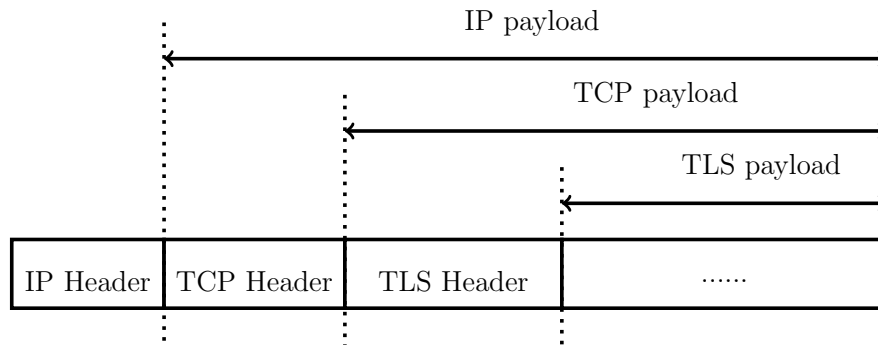 IP payload
TCP payload
TLS payload
IP Header TCP Header TLS Header ......